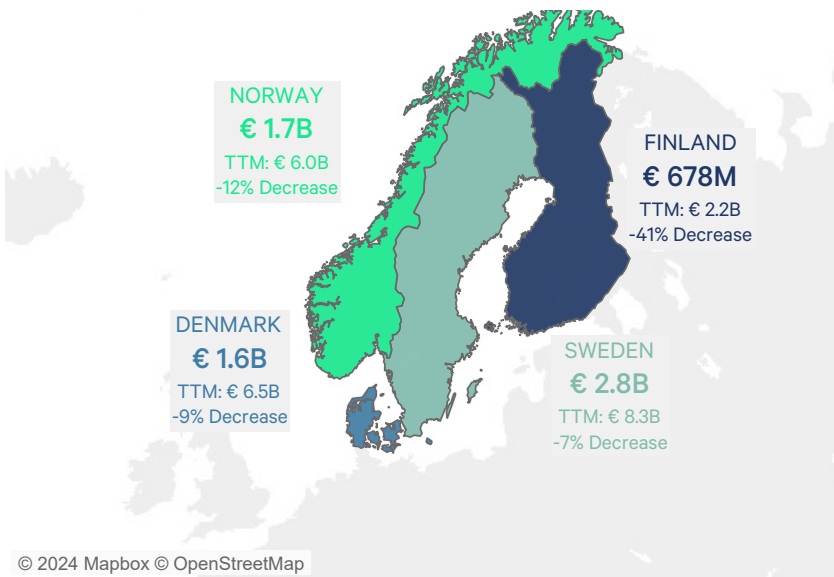 NORWAY
€ 1.7B
TTM: € 6.0B
-12% Decrease
FINLAND
€ 678M
TTM: € 2.2B
-41% Decrease
DENMARK
€ 1.6B
TTM: € 6.5B
-9% Decrease
SWEDEN
€ 2.8B
TTM: € 8.3B
-7% Decrease
© 2024 Mapbox © OpenStreetMap